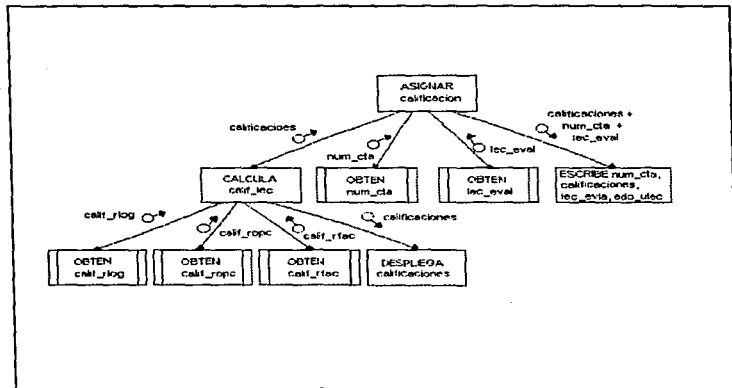 ASIGNAR
calificacion
calificaciones +
num_cta +
lec_eval
calificacioes
num_cta
lec_eval
CALCULA
calif_lec
OBTEN
num_cta
OBTEN
lec_eval
ESCRIBE num_cta,
calificaciones,
lec_evla, edo_ulec
calif_rlog
calif_ropc
calif_rfac
calificaciones
OBTEN
calif_rlog
OBTEN
calif_ropc
OBTEN
calif_rfac
DESPLEGA
calificaciones